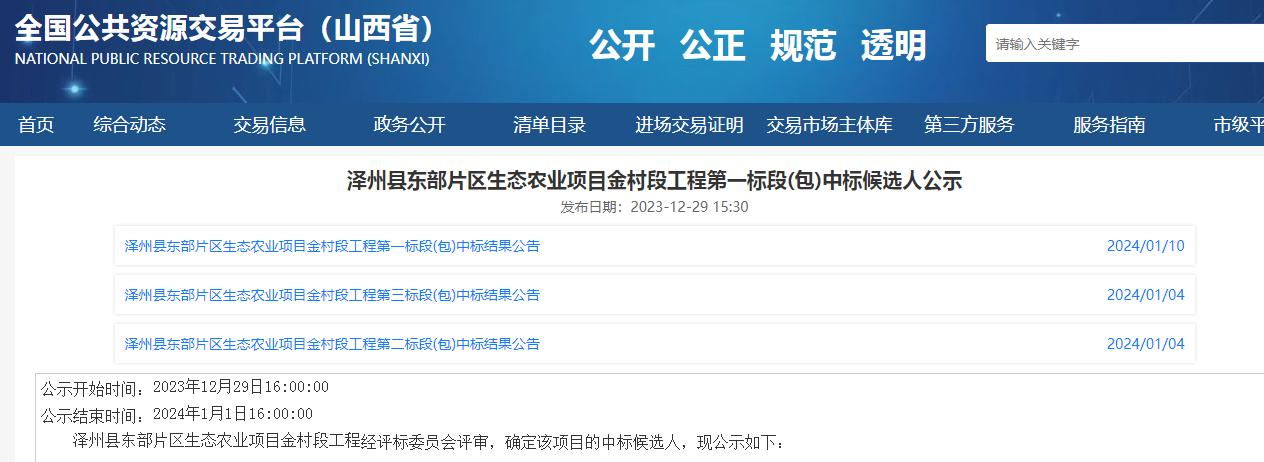 全国公共资源交易平台（山西省）
NATIONAL PUBLIC RESOURCE TRADING PLATFORM (SHANXI)
公开 公正 规范 透明
请输入关键字
首页 综合动态 交易信息 政务公开 清单目录 进场交易证明 交易市场主体库 第三方服务 服务指南 市级平
泽州县东部片区生态农业项目金村段工程第一标段(包)中标候选人公示
发布日期：2023-12-29 15:30
泽州县东部片区生态农业项目金村段工程第一标段(包)中标结果公告 2024/01/10
泽州县东部片区生态农业项目金村段工程第三标段(包)中标结果公告 2024/01/04
泽州县东部片区生态农业项目金村段工程第二标段(包)中标结果公告 2024/01/04
公示开始时间：2023年12月29日16:00:00
公示结束时间：2024年1月1日16:00:00
泽州县东部片区生态农业项目金村段工程经评标委员会评审，确定该项目的中标候选人，现公示如下：